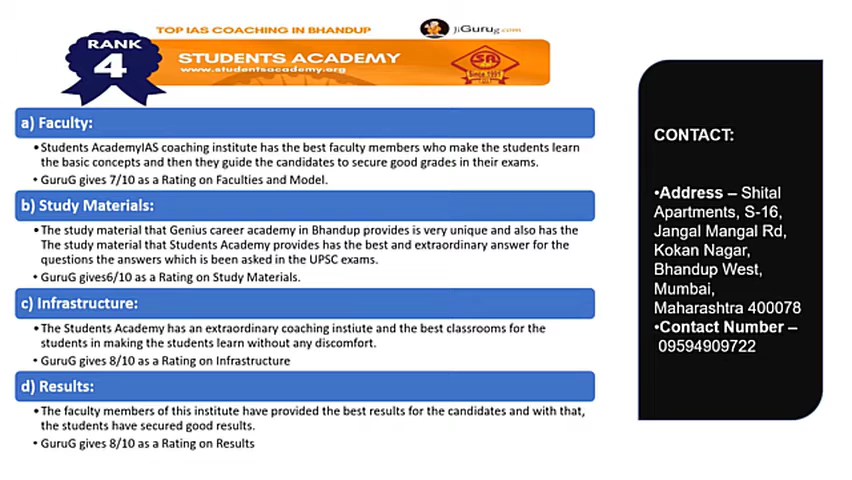 TOP IAS COACHING IN BHANDUP
JiGurug.com
RANK
4
STUDENTS ACADEMY
www.studentsacademy.org
SA
Since 1991
a) Faculty:
• Students AcademyIAS coaching institute has the best faculty members who make the students learn
the basic concepts and then they guide the candidates to secure good grades in their exams.
• GuruG gives 7/10 as a Rating on Faculties and Model.
b) Study Materials:
• The study material that Genius career academy in Bhandup provides is very unique and also has the
The study material that Students Academy provides has the best and extraordinary answer for the
questions the answers which is been asked in the UPSC exams.
• GuruG gives6/10 as a Rating on Study Materials.
c) Infrastructure:
• The Students Academy has an extraordinary coaching instiute and the best classrooms for the
students in making the students learn without any discomfort.
• GuruG gives 8/10 as a Rating on Infrastructure
d) Results:
• The faculty members of this institute have provided the best results for the candidates and with that,
the students have secured good results.
• GuruG gives 8/10 as a Rating on Results
CONTACT:
•Address – Shital
Apartments, S-16,
Jangal Mangal Rd,
Kokan Nagar,
Bhandup West,
Mumbai,
Maharashtra 400078
•Contact Number –
09594909722